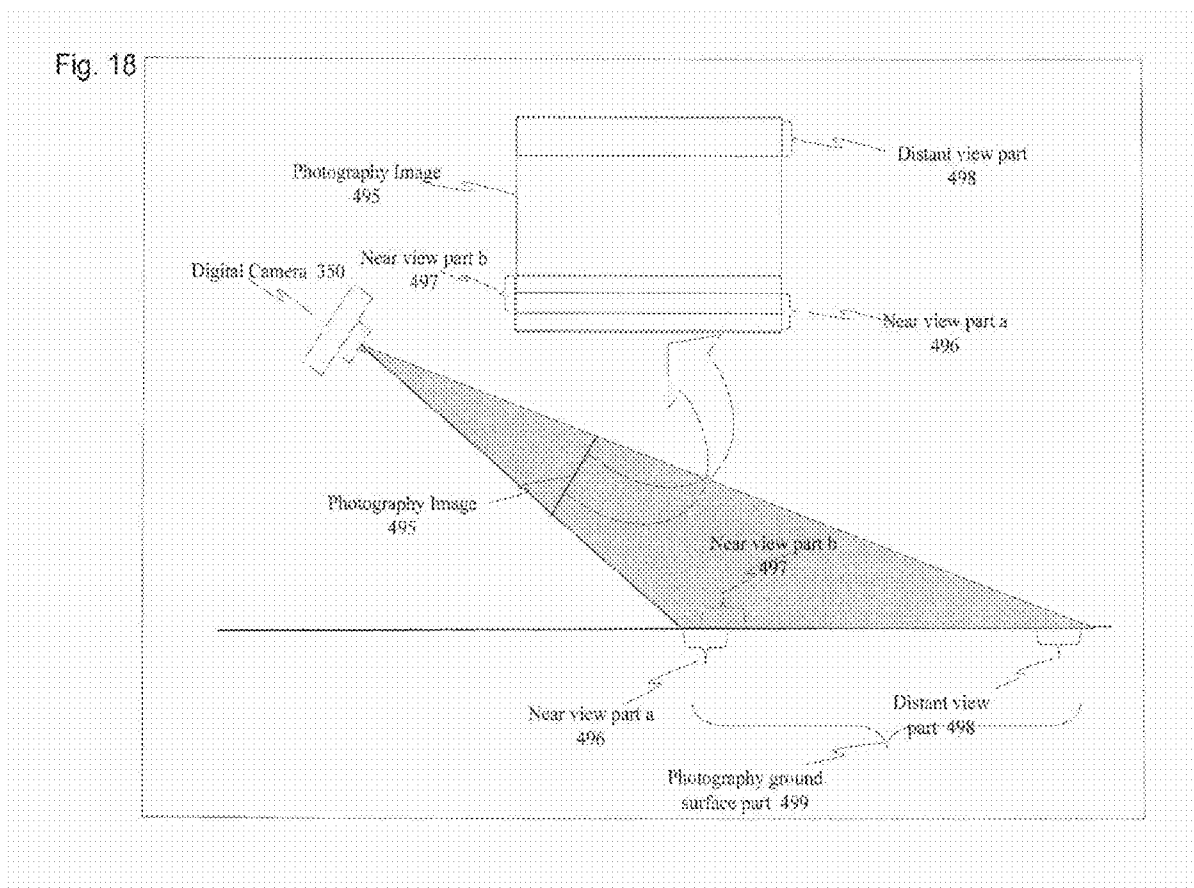 Fig. 18
Distant view part
498
Photography Image
495
Near view part b
497
Digital Camera 350
Near view part a
496
Photography Image
495
Near view part b
497
Near view part a
496
Distant view
part 498
Photography ground
surface part 499